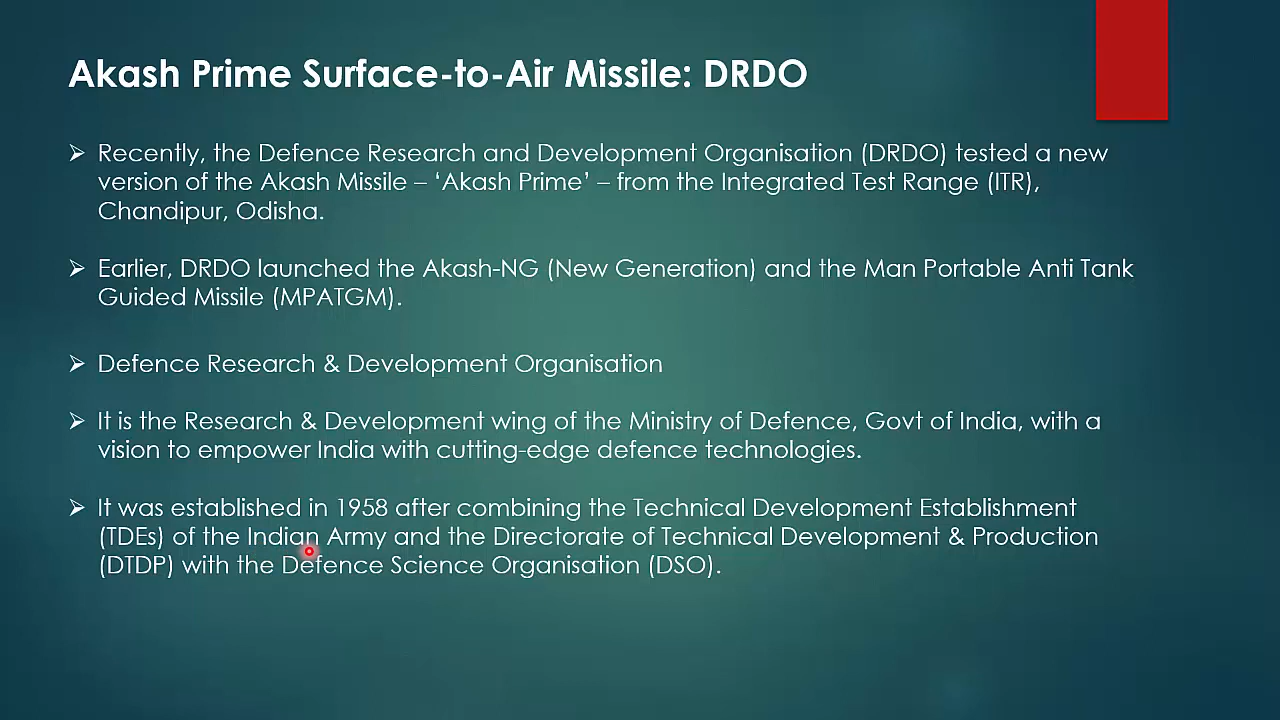 Akash Prime Surface-to-Air Missile: DRDO
➢ Recently, the Defence Research and Development Organisation (DRDO) tested a new
version of the Akash Missile – ‘Akash Prime’ – from the Integrated Test Range (ITR),
Chandipur, Odisha.
➢ Earlier, DRDO launched the Akash-NG (New Generation) and the Man Portable Anti Tank
Guided Missile (MPATGM).
➢ Defence Research & Development Organisation
➢ It is the Research & Development wing of the Ministry of Defence, Govt of India, with a
vision to empower India with cutting-edge defence technologies.
➢ It was established in 1958 after combining the Technical Development Establishment
(TDEs) of the Indian Army and the Directorate of Technical Development & Production
(DTDP) with the Defence Science Organisation (DSO).